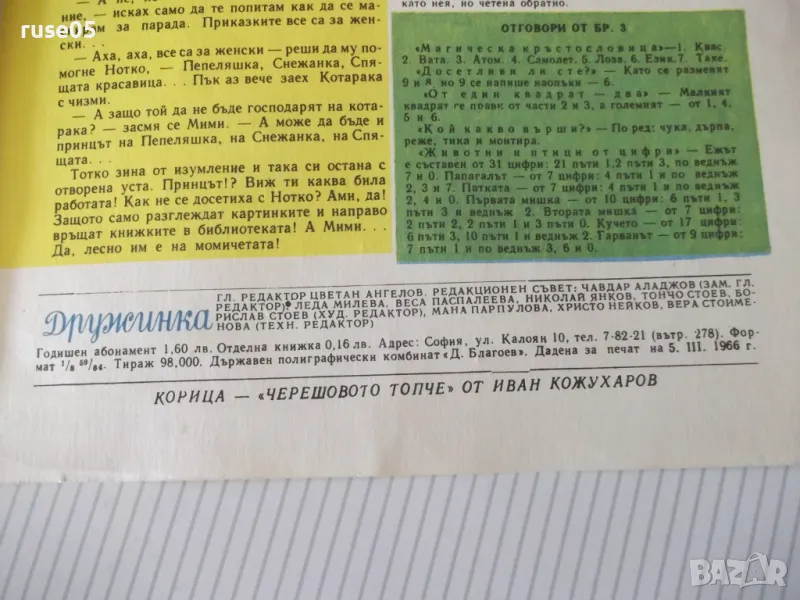 ruse05
— А не, не
ние, — исках само да те попитам как да се ма-
там за парада. Приказките все са за жен-
ски. . .
— Аха, аха, все са за женски — реши да му по-
могне Нотко, — Пепеляшка, Снежанка, Спя-
щата красавица. . . Пък аз вече заех Котарака
с чизми.
— А защо той да не бъде господарят на кота-
рака? — засмя се Мими. — А може да бъде и
принцът на Пепеляшка, на Снежанка, на Спя-
щата. . .
Тотко зина от изумление и така си остана с
отворена уста. Принцът!? Виж ти каква била
работата! Как не се досетиха с Нотко? Ами, да!
Защото само разглеждат картинките и направо
връщат книжките в библиотеката! А Мими. . .
Да, лесно им е на момичетата!
като нея, но четена обратно.
ОТГОВОРИ ОТ БР. 3
«Магическа кръстословица»—1. Квас.
2. Вата. 3. Атом. 4. Самолет. 5. Лоза. 6. Език. 7. Таке.
«Досетливи ли сте?» — Като се разменят
9 и 8 но 9 се напише наопъки — 6.
«От един квадрат — два» — Малкият
квадрат се прави от части 2 и 3, а големият — от 1, 4,
5 и 6.
«Кой какво върши?» — По ред: чука, дърпа,
реже, тика и монтира.
«Животни и птици от цифри» — Ежът
е съставен от 31 цифри: 21 пъти 1,2 пъти 3, по веднъж
7 и 0. Папагалът — от 7 цифри: 4 пъти 1 и по веднъж
2, 3 и 7. Патката — от 7 цифри: 4 пъти 1 и по веднъж
2, 4 и 0. Първата мишка — от 10 цифри: 6 пъти 1, 3
пъти 3 и веднъж 2. Втората мишка — от 7 цифри:
2 пъти 2, 2 пъти 1 и 3 пъти 0. Кучето — от 17 цифри:
6 пъти 3, 10 пъти 1 и веднъж 2. Гарванът — от 9 цифри:
7 пъти 1 и по веднъж 3, 6 и 0.
Дружинка
ГЛ. РЕДАКТОР ЦВЕТАН АНГЕЛОВ. РЕДАКЦИОНЕН СЪВЕТ: ЧАВДАР АЛАДЖОВ (ЗАМ. ГЛ.
РЕДАКТОР), ЛЕДА МИЛЕВА, ВЕСА ПАСПАЛЕЕВА, НИКОЛАЙ ЯНКОВ, ТОНЧО СТОЕВ, БО-
РИСЛАВ СТОЕВ (ХУД. РЕДАКТОР), МАНА ПАРПУЛОВА, ХРИСТО НЕЙКОВ, ВЕРА СТОИМЕ-
НОВА (ТЕХН. РЕДАКТОР)
Годишен абонамент 1,60 лв. Отделна книжка 0,16 лв. Адрес: София, ул. Калоян 10, тел. 7-82-21 (вътр. 278). Фор-
мат 1/8 59/84. Тираж 98,000. Държавен полиграфически комбинат «Д. Благоев». Дадена за печат на 5. III. 1966 г.
КОРИЦА — «ЧЕРЕШОВОТО ТОПЧЕ» ОТ ИВАН КОЖУХАРОВ
BAZAR